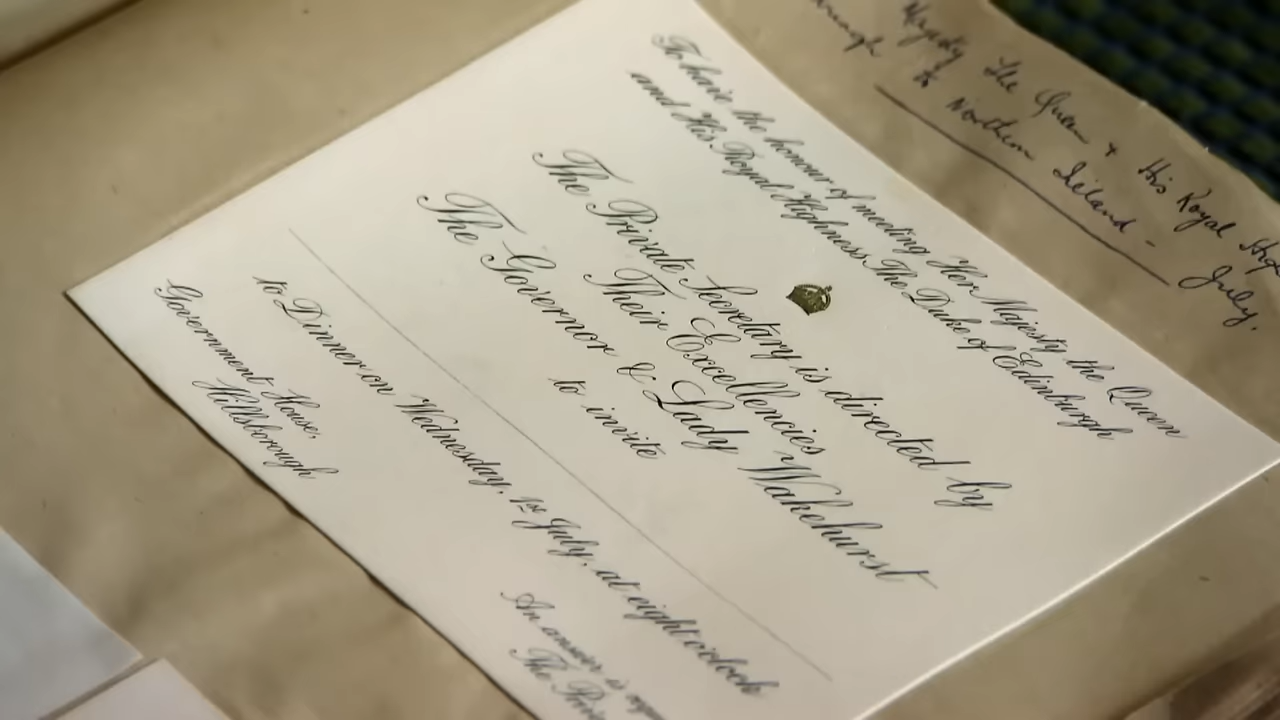 Majesty the Queen & His Royal
to Northern Ireland - July.
To have the honour of meeting Her Majesty the Queen
and His Royal Highness The Duke of Edinburgh
The Private Secretary is directed by
Their Excellencies
The Governor & Lady Wakehurst
to invite
to Dinner on Wednesday, 1st July, at eight o'clock
Government House,
Hillsborough
An answer is
The